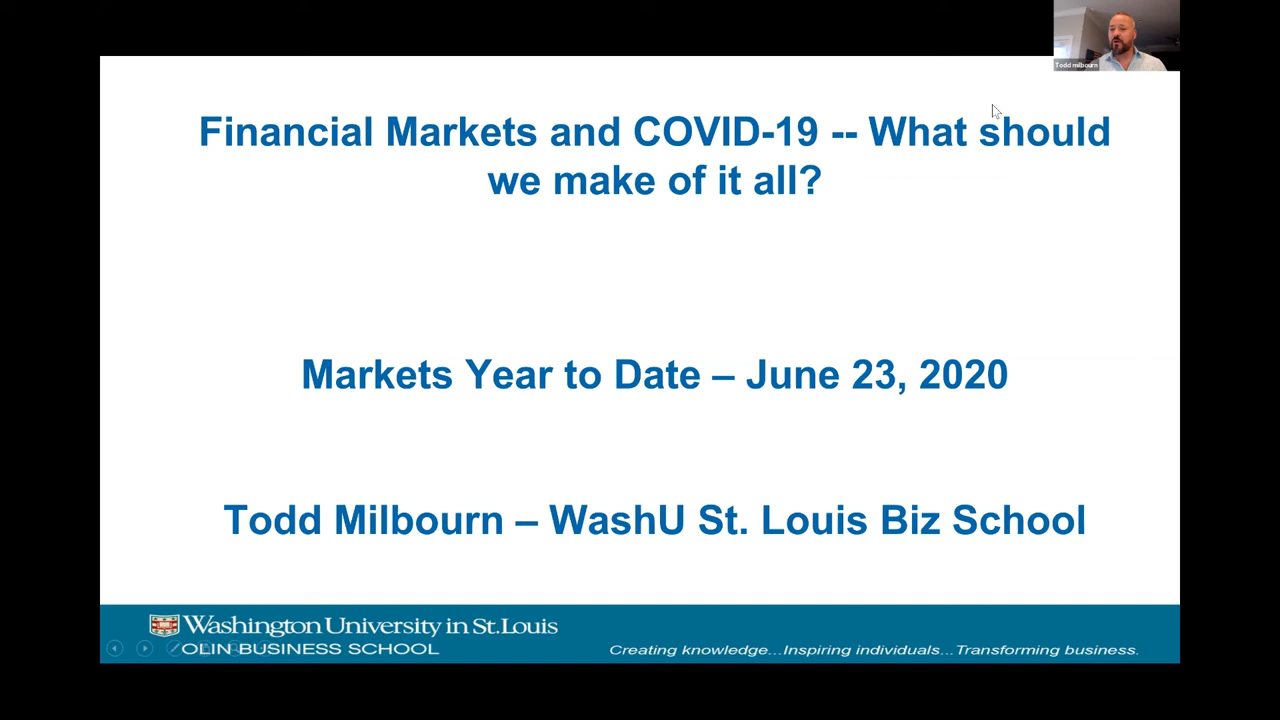 Todd milbourn
Financial Markets and COVID-19 -- What should
we make of it all?
Markets Year to Date – June 23, 2020
Todd Milbourn – WashU St. Louis Biz School
Washington University in St. Louis
OLIN BUSINESS SCHOOL
Creating knowledge...Inspiring individuals...Transforming business.